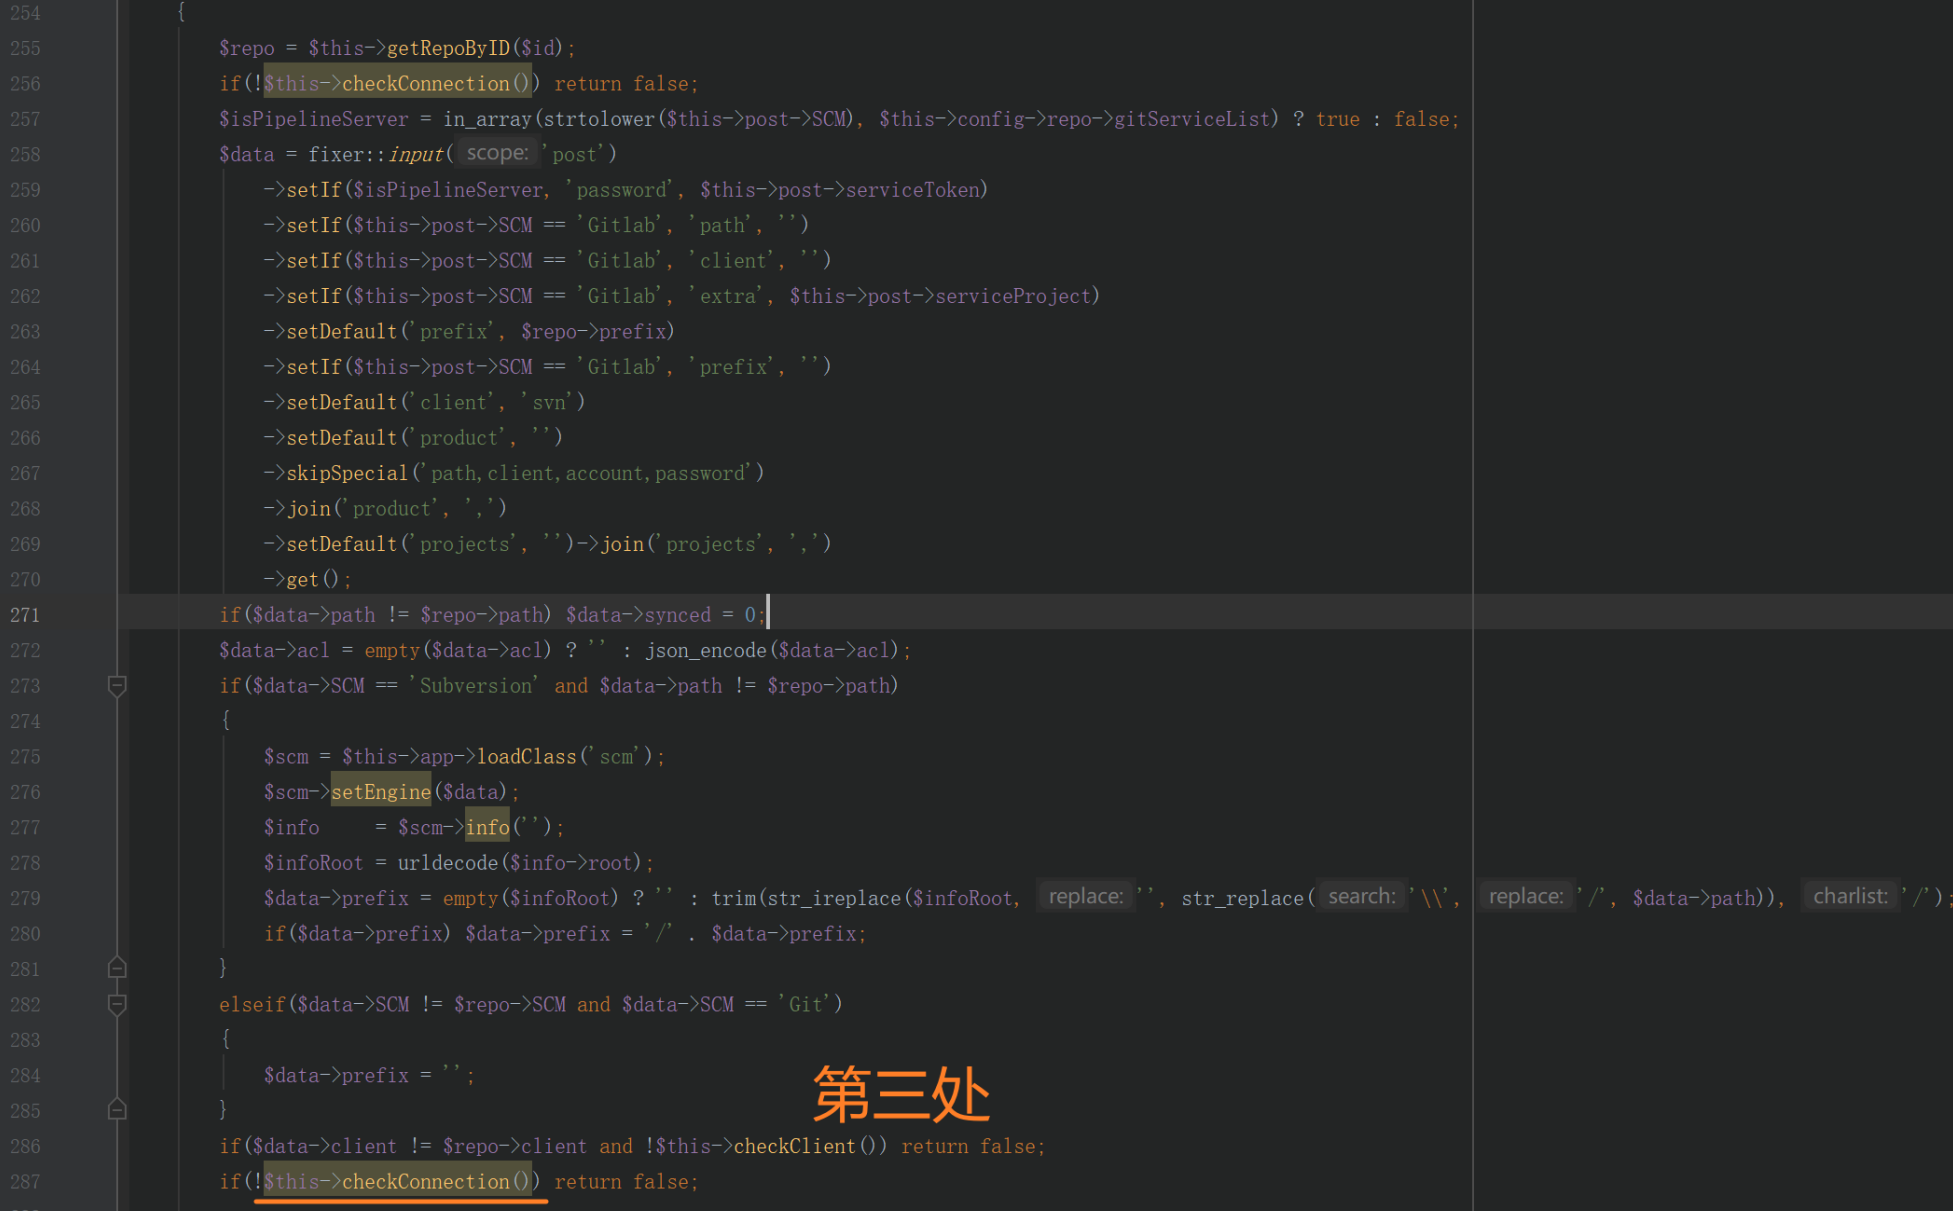 254 {
255 $repo = $this->getRepoByID($id);
256 if(!$this->checkConnection()) return false;
257 $isPipelineServer = in_array(strtolower($this->post->SCM), $this->config->repo->gitServiceList) ? true : false;
258 $data = fixer::input( scope: 'post')
259 ->setIf($isPipelineServer, 'password', $this->post->serviceToken)
260 ->setIf($this->post->SCM == 'Gitlab', 'path', '')
261 ->setIf($this->post->SCM == 'Gitlab', 'client', '')
262 ->setIf($this->post->SCM == 'Gitlab', 'extra', $this->post->serviceProject)
263 ->setDefault('prefix', $repo->prefix)
264 ->setIf($this->post->SCM == 'Gitlab', 'prefix', '')
265 ->setDefault('client', 'svn')
266 ->setDefault('product', '')
267 ->skipSpecial('path,client,account,password')
268 ->join('product', ',')
269 ->setDefault('projects', '')->join('projects', ',')
270 ->get();
271 if($data->path != $repo->path) $data->synced = 0;
272 $data->acl = empty($data->acl) ? '' : json_encode($data->acl);
273 if($data->SCM == 'Subversion' and $data->path != $repo->path)
274 {
275 $scm = $this->app->loadClass('scm');
276 $scm->setEngine($data);
277 $info = $scm->info('');
278 $infoRoot = urldecode($info->root);
279 $data->prefix = empty($infoRoot) ? '' : trim(str_ireplace($infoRoot, replace: '', str_replace( search: '\\', replace: '/', $data->path)), charlist: '/');
280 if($data->prefix) $data->prefix = '/' . $data->prefix;
281 }
282 elseif($data->SCM != $repo->SCM and $data->SCM == 'Git')
283 {
284 $data->prefix = '';
第三处
285 }
286 if($data->client != $repo->client and !$this->checkClient()) return false;
287 if(!$this->checkConnection()) return false;